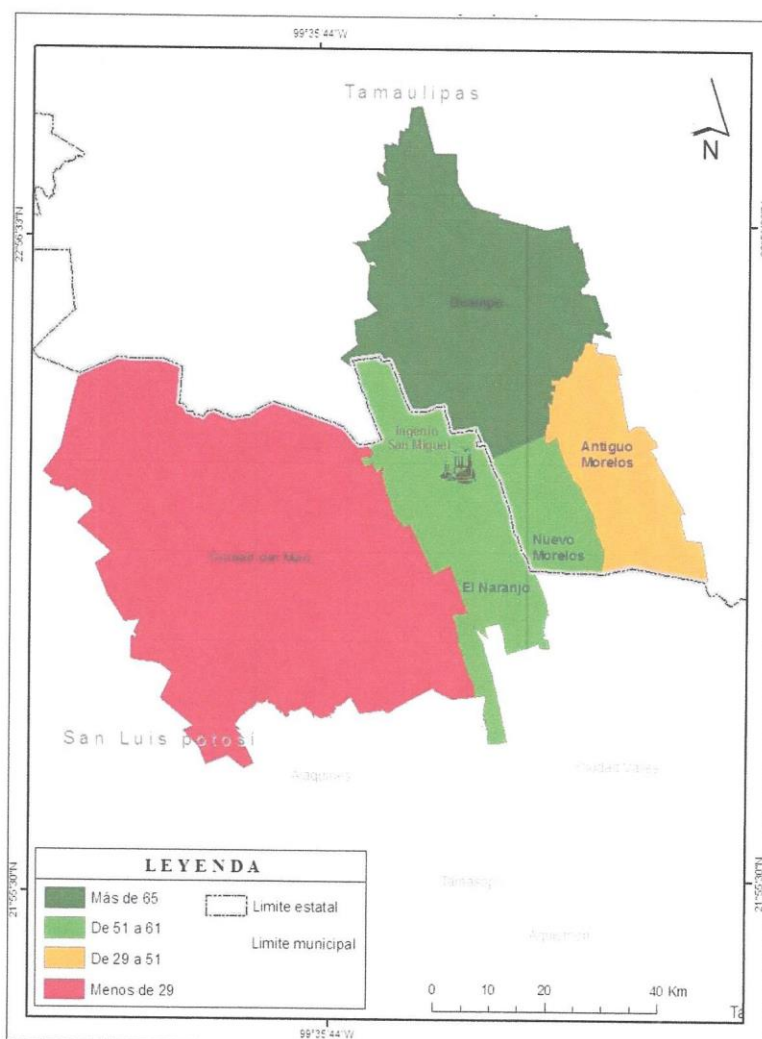 99°35'44"W
Tamaulipas
N
22°56'33"N
Ocampo
Ingenio
San Miguel
Antiguo
Morelos
Nuevo
Morelos
El Naranjo
San Luis potosí
Ciudad Valles
LEYENDA
Más de 65
De 51 a 61
De 29 a 51
Menos de 29
Limite estatal
Limite municipal
0 10 20 40 Km
21°55'30"N
21°55'30"N
99°35'44"W